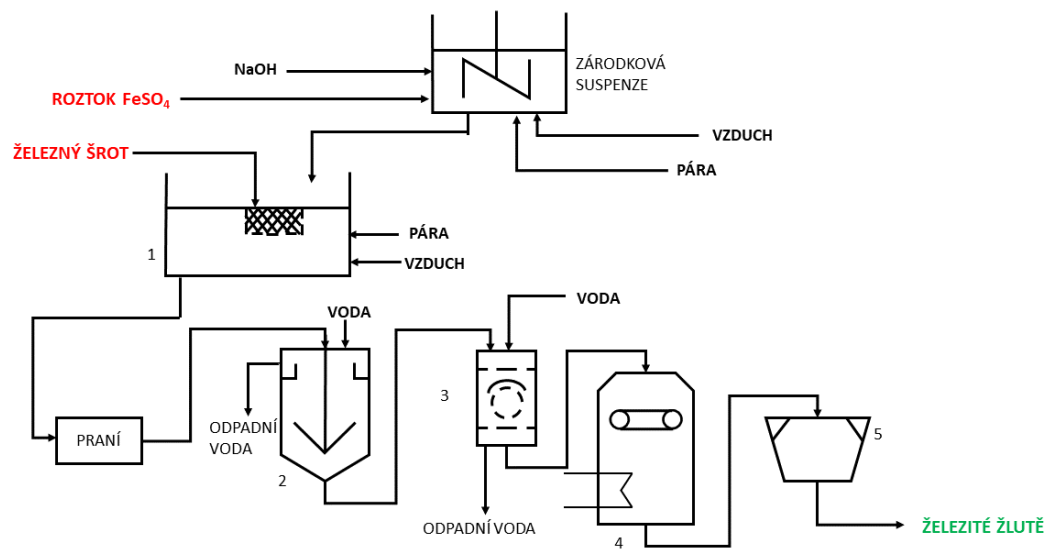 NaOH
ZÁRODKOVÁ
SUSPENZE
ROZTOK FeSO₄
VZDUCH
ŽELEZNÝ ŠROT
PÁRA
1
PÁRA
VZDUCH
VODA
VODA
3
ODPADNÍ
VODA
PRANÍ
5
2
ODPADNÍ VODA
4
ŽELEZITÉ ŽLUTĚ